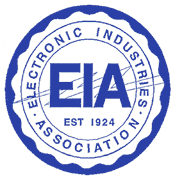 ELECTRONIC INDUSTRIES
EIA
EST 1924
· ASSOCIATION ·